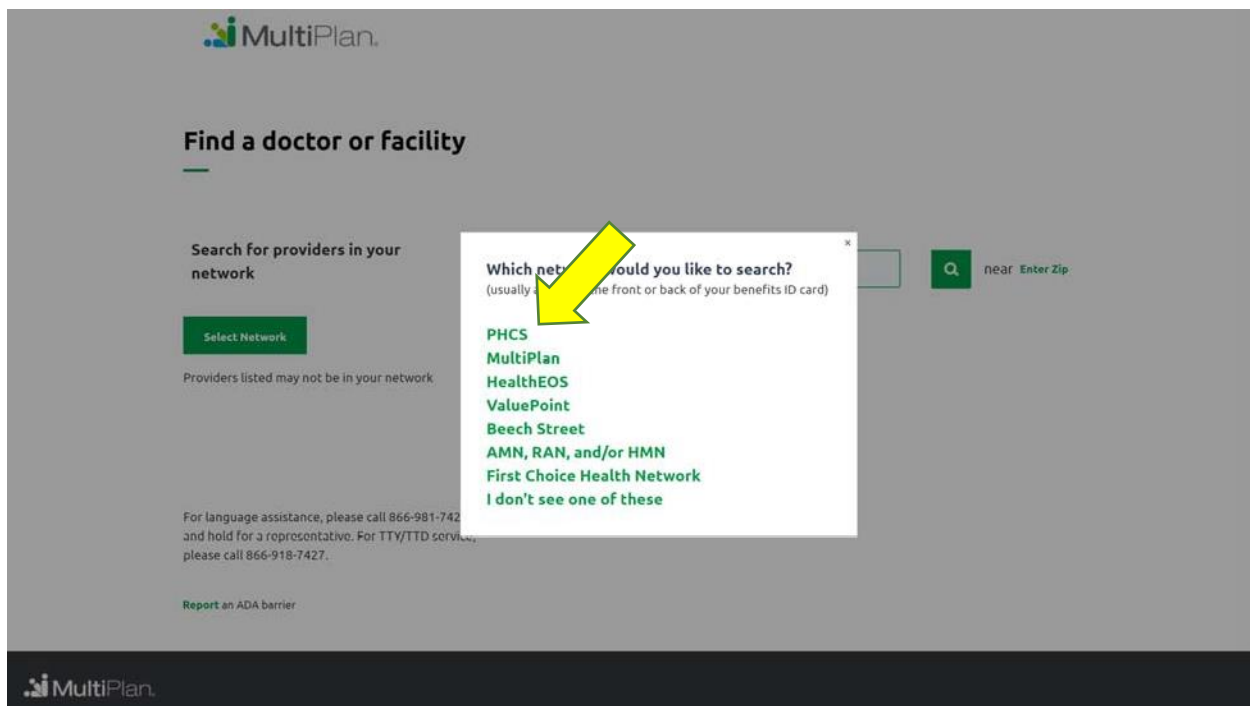 MultiPlan.
Find a doctor or facility
Search for providers in your
network
Select Network
Providers listed may not be in your network
For language assistance, please call 866-981-742
and hold for a representative. For TTY/TTD service,
please call 866-918-7427.
Report an ADA barrier
×
Which would you like to search?
(usually front or back of your benefits ID card)
PHCS
MultiPlan
HealthEOS
ValuePoint
Beech Street
AMN, RAN, and/or HMN
First Choice Health Network
I don't see one of these
near Enter Zip
MultiPlan.